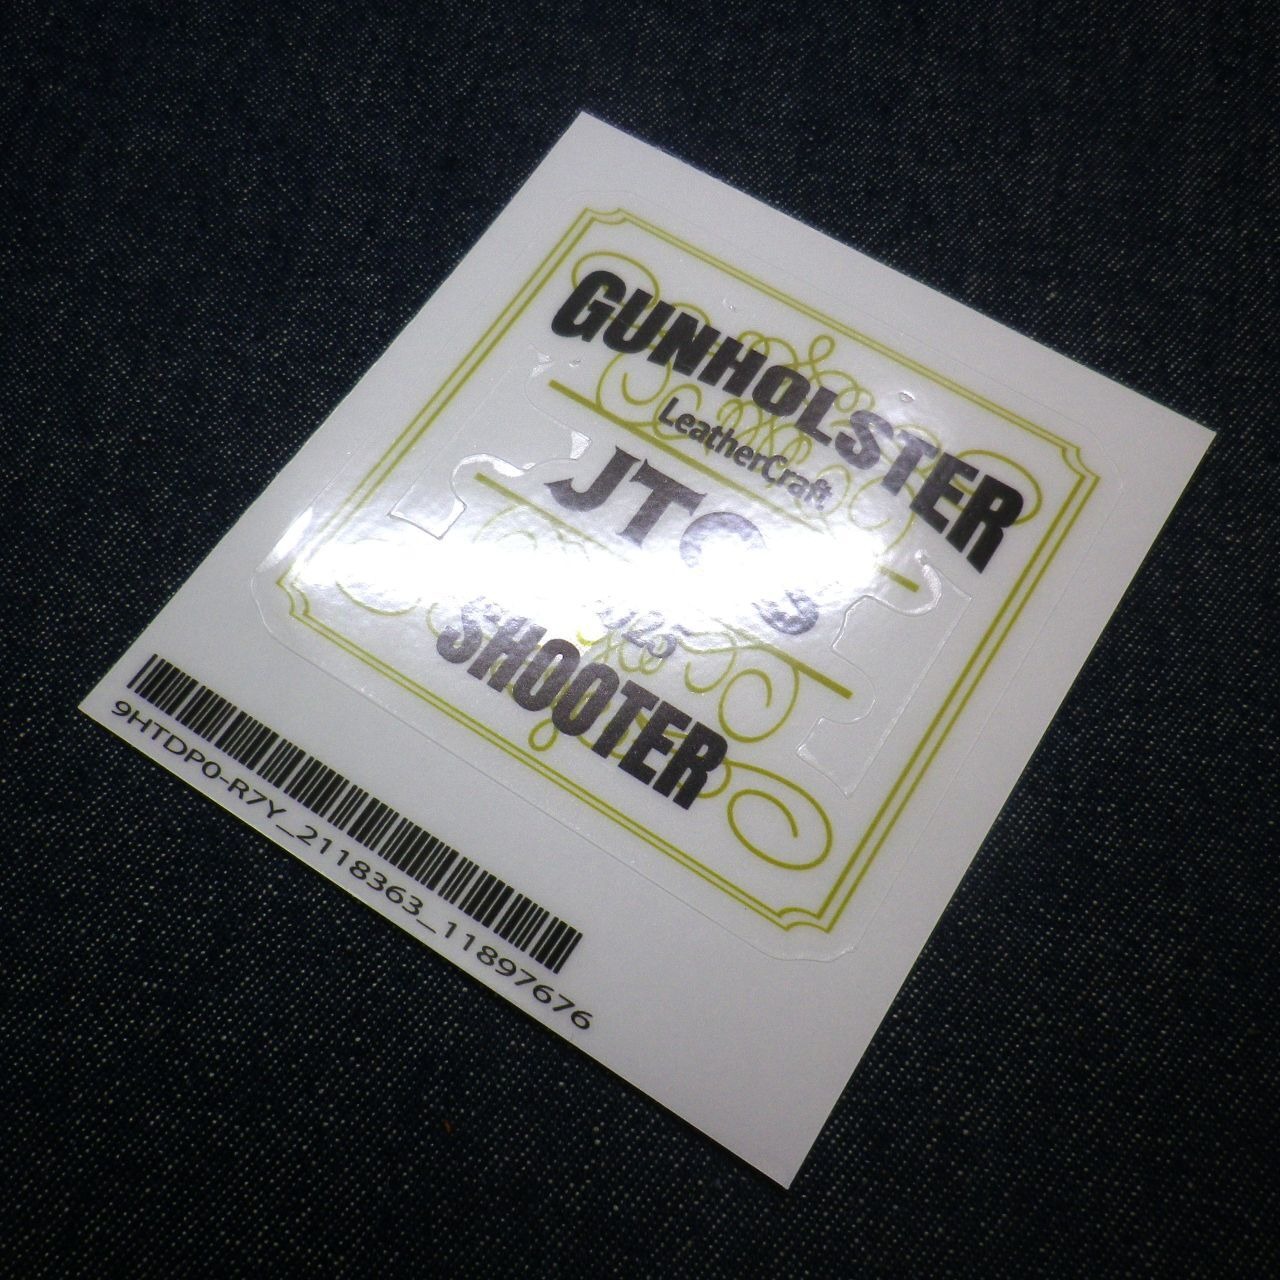 GUNHOLSTER
LeatherCraft
SHOOTER
9HTDP0-R7Y_2118363_11897676